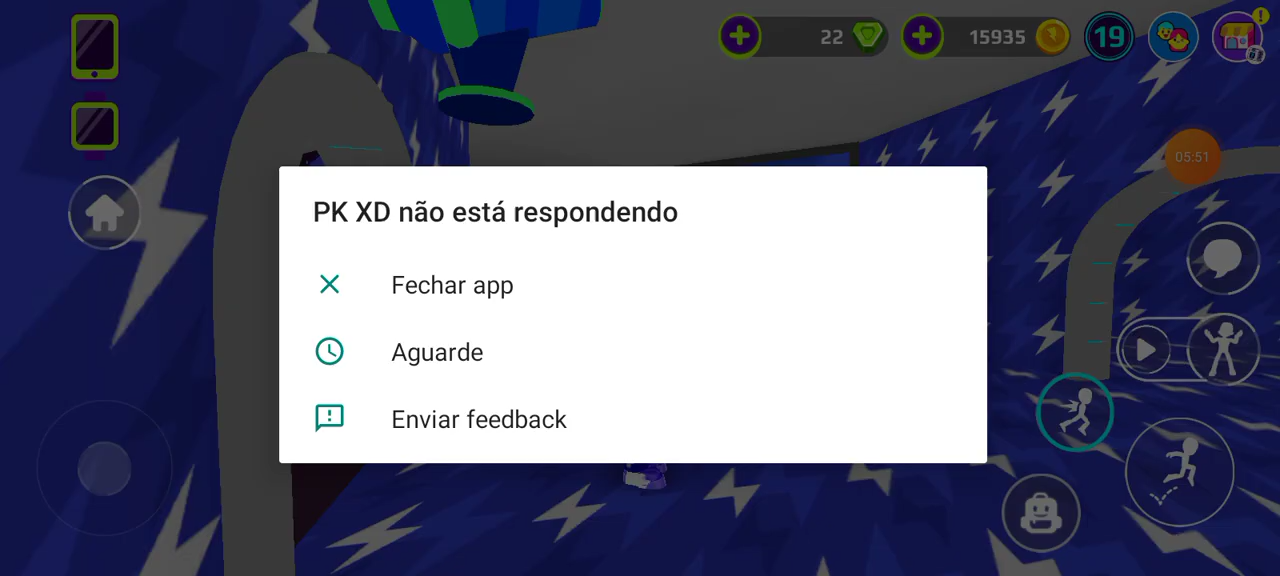 22
15935
19
05:51
PK XD não está respondendo
Fechar app
Aguarde
Enviar feedback